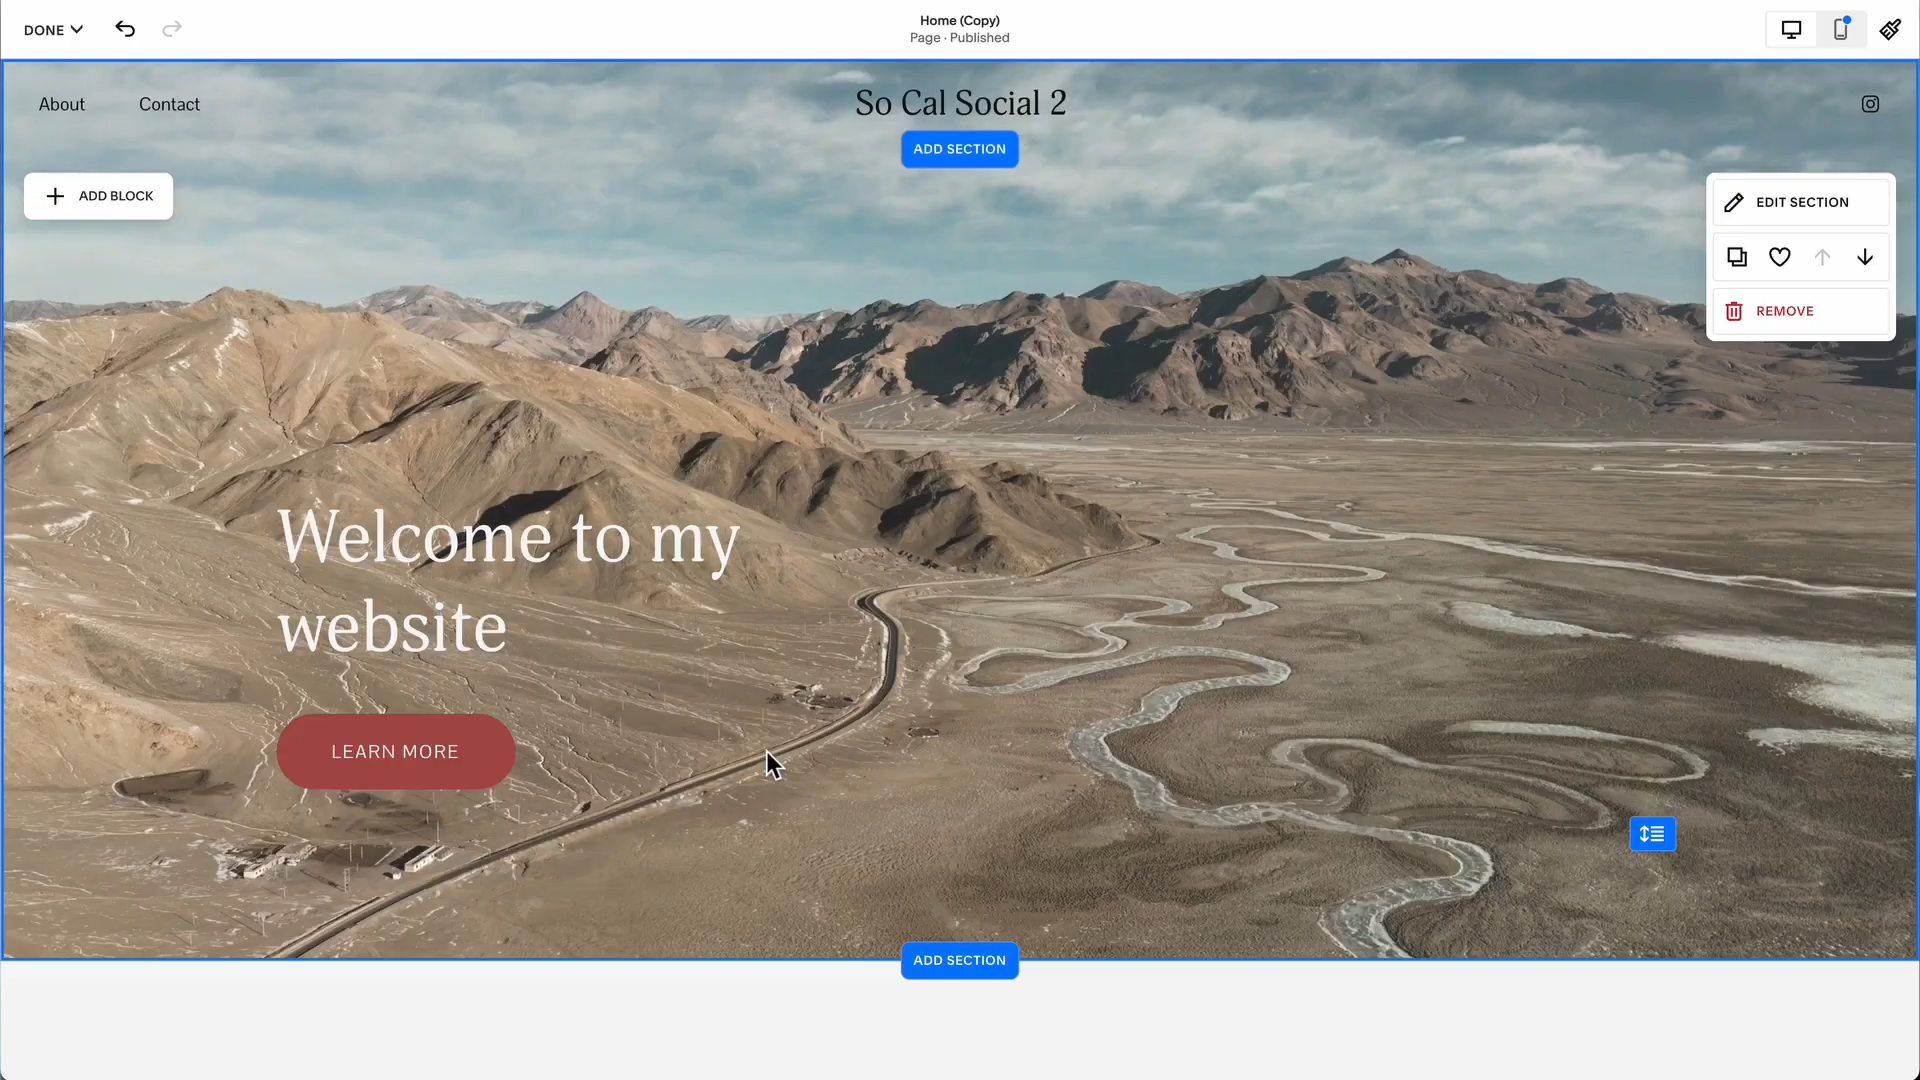 DONE
Home (Copy)
Page · Published
About
Contact
So Cal Social 2
ADD SECTION
ADD BLOCK
EDIT SECTION
REMOVE
Welcome to my
website
LEARN MORE
ADD SECTION